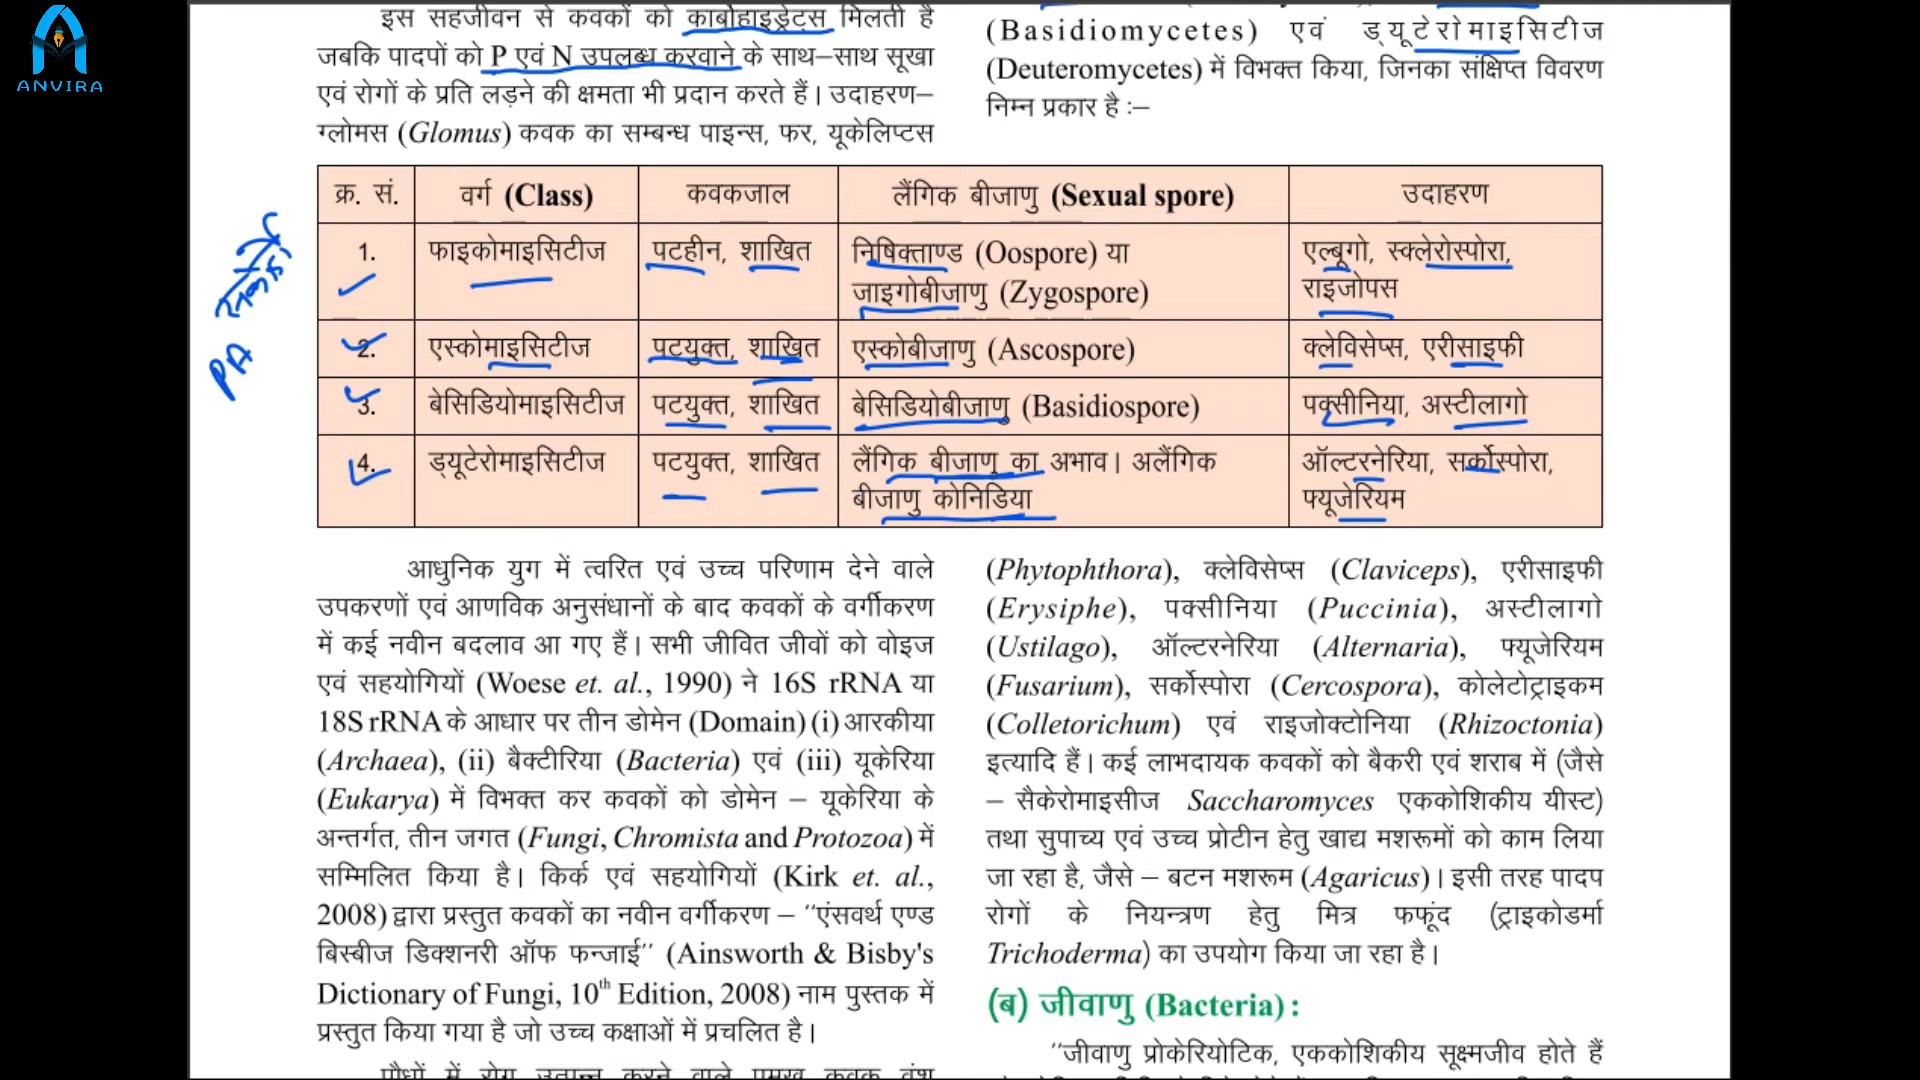 ANVIRA
इस सहजीवन से कवकों को कार्बोहाइड्रेट्स मिलती है
जबकि पादपों को P एवं N उपलब्ध करवाने के साथ–साथ सूखा
एवं रोगों के प्रति लड़ने की क्षमता भी प्रदान करते हैं। उदाहरण–
ग्लोमस (Glomus) कवक का सम्बन्ध पाइन्स, फर, यूकेलिप्टस
(Basidiomycetes) एवं ड्यूटेरोमाइसिटीज
(Deuteromycetes) में विभक्त किया, जिनका संक्षिप्त विवरण
निम्न प्रकार है :–
क्र. सं. वर्ग (Class) कवकजाल लैंगिक बीजाणु (Sexual spore) उदाहरण
1. फाइकोमाइसिटीज पटहीन, शाखित निषिक्ताण्ड (Oospore) या एल्बूगो, स्क्लेरोस्पोरा,
जाइगोबीजाणु (Zygospore) राइजोपस
2. एस्कोमाइसिटीज पटयुक्त, शाखित एस्कोबीजाणु (Ascospore) क्लेविसेप्स, एरीसाइफी
3. बेसिडियोमाइसिटीज पटयुक्त, शाखित बेसिडियोबीजाणु (Basidiospore) पक्सीनिया, अस्टीलागो
4. ड्यूटेरोमाइसिटीज पटयुक्त, शाखित लैंगिक बीजाणु का अभाव। अलैंगिक ऑल्टरनेरिया, सर्कोस्पोरा,
बीजाणु कोनिडिया फ्यूजेरियम
PA
आधुनिक युग में त्वरित एवं उच्च परिणाम देने वाले
उपकरणों एवं आणविक अनुसंधानों के बाद कवकों के वर्गीकरण
में कई नवीन बदलाव आ गए हैं। सभी जीवित जीवों को वोइज
एवं सहयोगियों (Woese et. al., 1990) ने 16S rRNA या
18S rRNA के आधार पर तीन डोमेन (Domain) (i) आरकीया
(Archaea), (ii) बैक्टीरिया (Bacteria) एवं (iii) यूकेरिया
(Eukarya) में विभक्त कर कवकों को डोमेन – यूकेरिया के
अन्तर्गत, तीन जगत (Fungi, Chromista and Protozoa) में
सम्मिलित किया है। किर्क एवं सहयोगियों (Kirk et. al.,
2008) द्वारा प्रस्तुत कवकों का नवीन वर्गीकरण – ''एंसवर्थ एण्ड
बिस्बीज डिक्शनरी ऑफ फन्जाई'' (Ainsworth & Bisby's
Dictionary of Fungi, 10th Edition, 2008) नाम पुस्तक में
प्रस्तुत किया गया है जो उच्च कक्षाओं में प्रचलित है।
पौधों में रोग उत्पन्न करने वाले प्रमुख कवक वंश
(Phytophthora), क्लेविसेप्स (Claviceps), एरीसाइफी
(Erysiphe), पक्सीनिया (Puccinia), अस्टीलागो
(Ustilago), ऑल्टरनेरिया (Alternaria), फ्यूजेरियम
(Fusarium), सर्कोस्पोरा (Cercospora), कोलेटोट्राइकम
(Colletorichum) एवं राइजोक्टोनिया (Rhizoctonia)
इत्यादि हैं। कई लाभदायक कवकों को बैकरी एवं शराब में (जैसे
– सैकेरोमाइसीज Saccharomyces एककोशिकीय यीस्ट)
तथा सुपाच्य एवं उच्च प्रोटीन हेतु खाद्य मशरूमों को काम लिया
जा रहा है, जैसे – बटन मशरूम (Agaricus)। इसी तरह पादप
रोगों के नियन्त्रण हेतु मित्र फफूंद (ट्राइकोडर्मा
Trichoderma) का उपयोग किया जा रहा है।
(ब) जीवाणु (Bacteria) :
''जीवाणु प्रोकेरियोटिक, एककोशिकीय सूक्ष्मजीव होते हैं